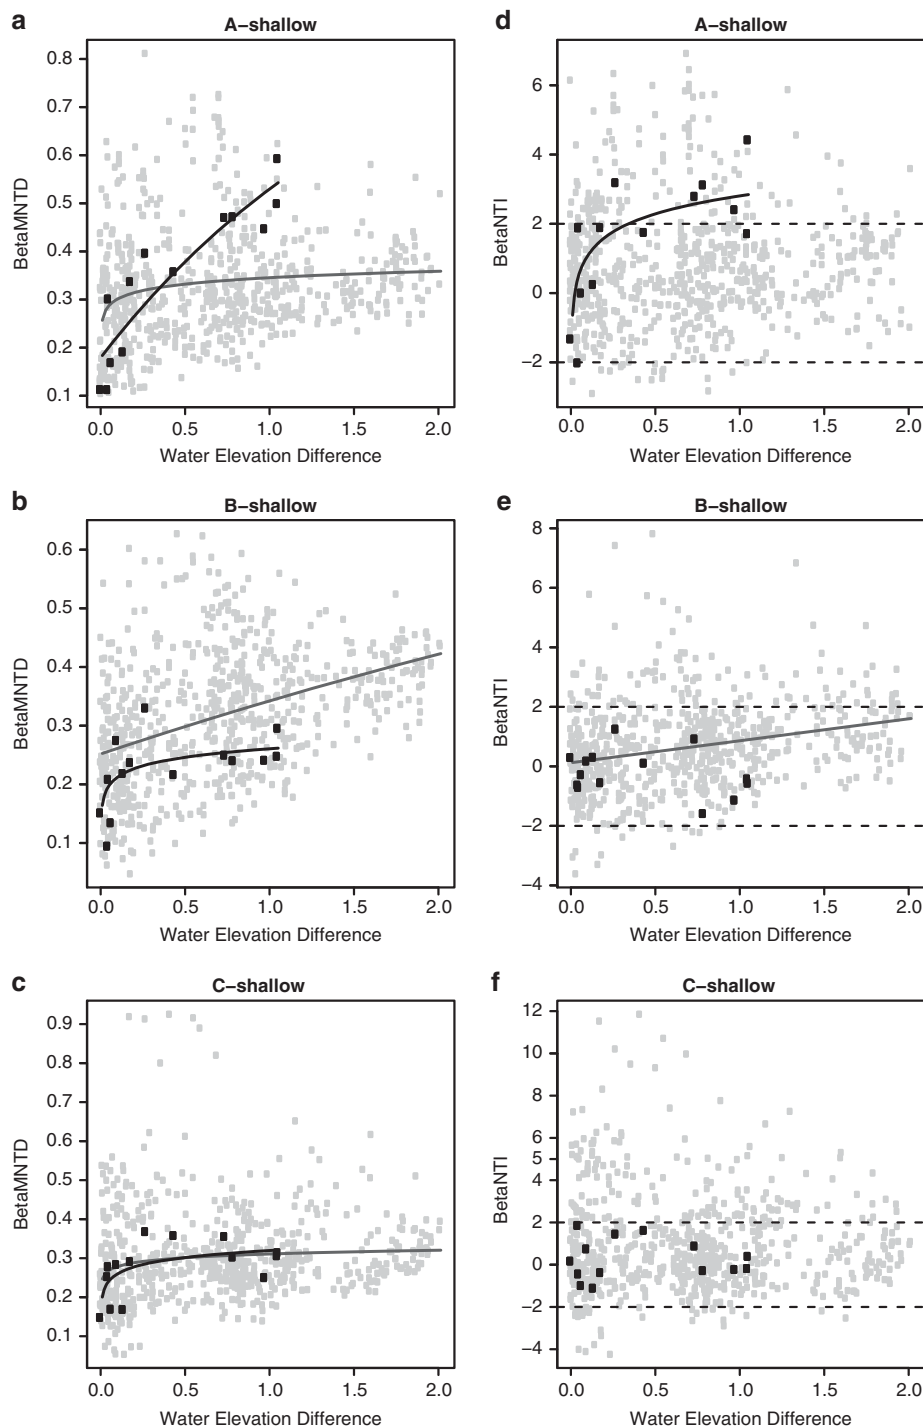 a
A–shallow
BetaMNTD
0.8
0.7
0.6
0.5
0.4
0.3
0.2
0.1
0.0 0.5 1.0 1.5 2.0
Water Elevation Difference
d
A–shallow
BetaNTI
6
4
2
0
–2
0.0 0.5 1.0 1.5 2.0
Water Elevation Difference
b
B–shallow
BetaMNTD
0.6
0.5
0.4
0.3
0.2
0.1
0.0 0.5 1.0 1.5 2.0
Water Elevation Difference
e
B–shallow
BetaNTI
8
6
4
2
0
–2
–4
0.0 0.5 1.0 1.5 2.0
Water Elevation Difference
c
C–shallow
BetaMNTD
0.9
0.8
0.7
0.6
0.5
0.4
0.3
0.2
0.1
0.0 0.5 1.0 1.5 2.0
Water Elevation Difference
f
C–shallow
BetaNTI
12
10
8
6
5
4
2
0
–2
–4
0.0 0.5 1.0 1.5 2.0
Water Elevation Difference